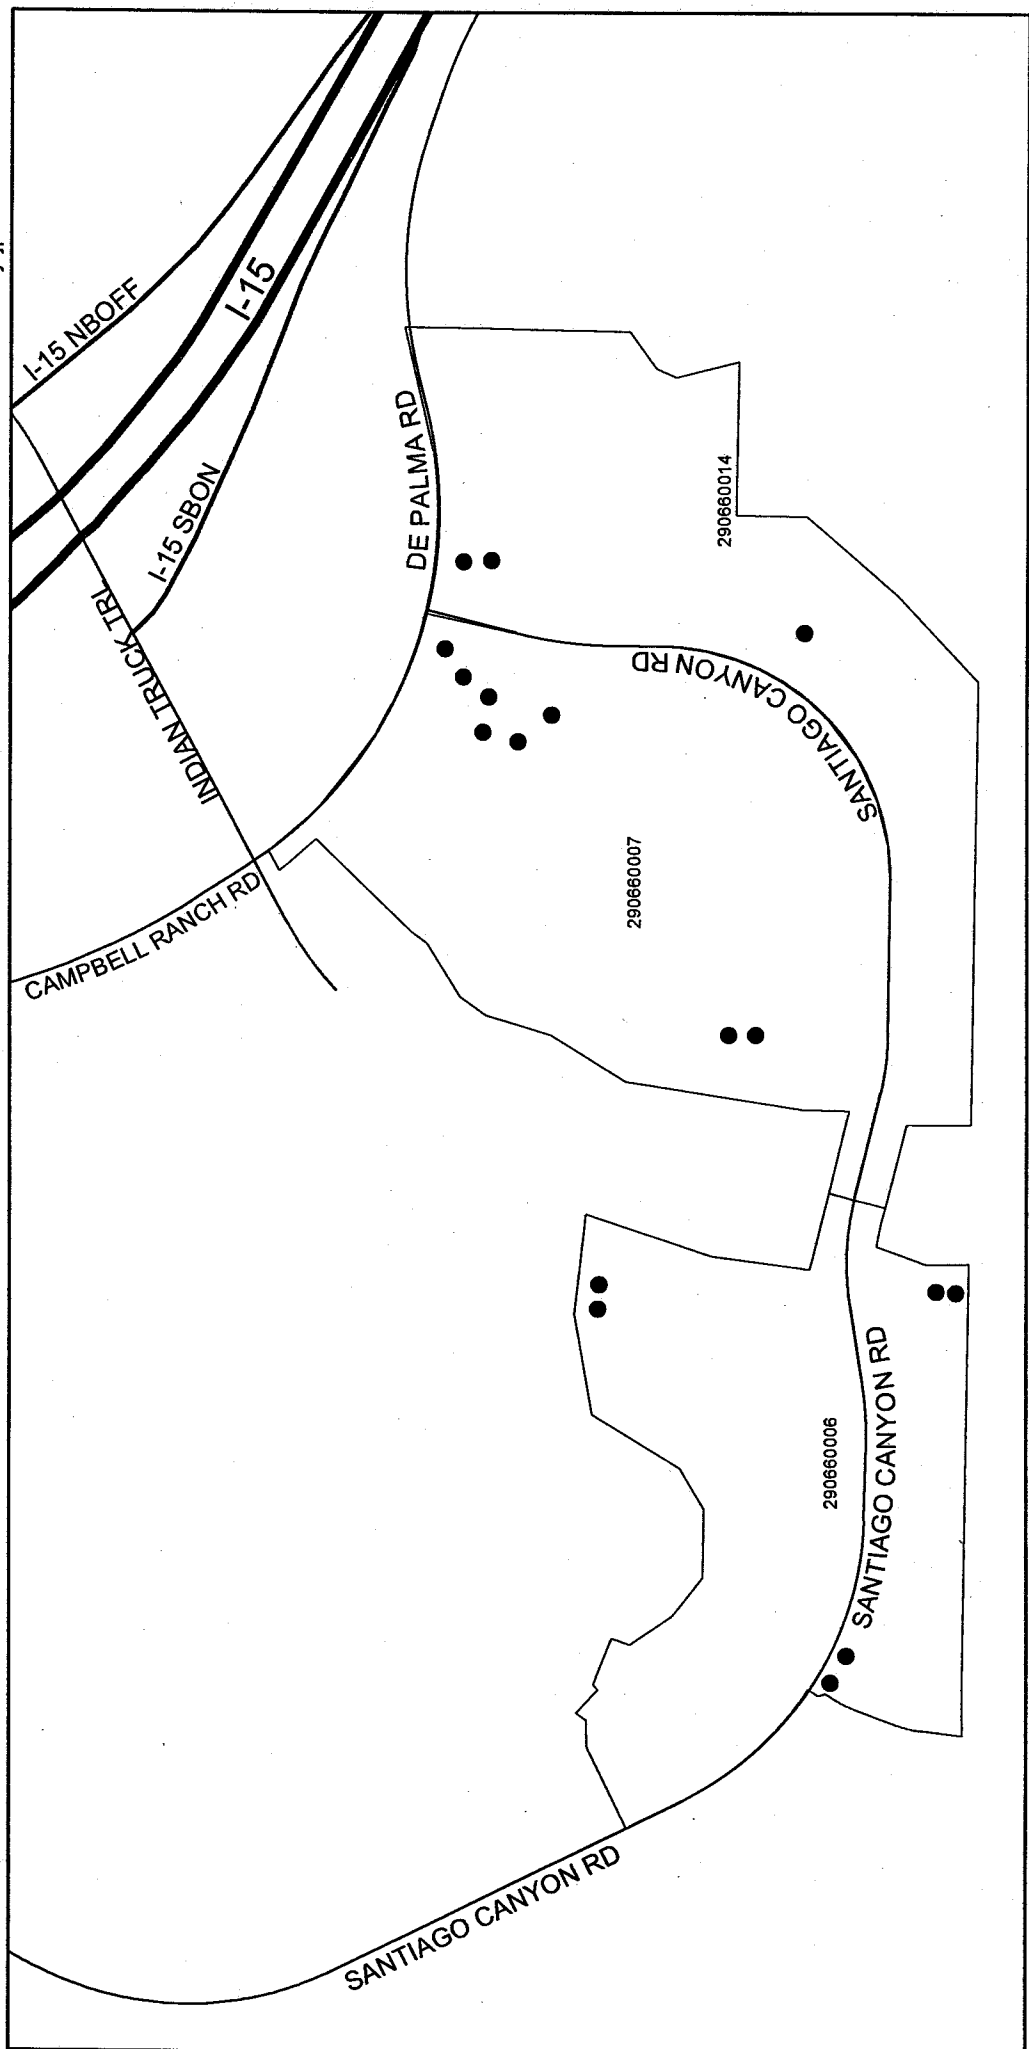 I-15 NBOFF
I-15
I-15 SBON
DE PALMA RD
INDIAN TRUCK TRL
290660014
SANTIAGO CANYON RD
290660007
CAMPBELL RANCH RD
SANTIAGO CANYON RD
290660006
SANTIAGO CANYON RD